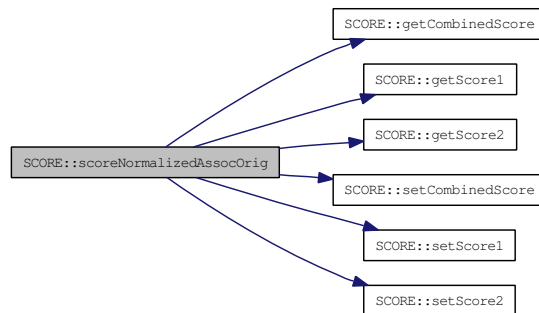 SCORE::getCombinedScore
SCORE::getScore1
SCORE::getScore2
SCORE::scoreNormalizedAssocOrig
SCORE::setCombinedScore
SCORE::setScore1
SCORE::setScore2